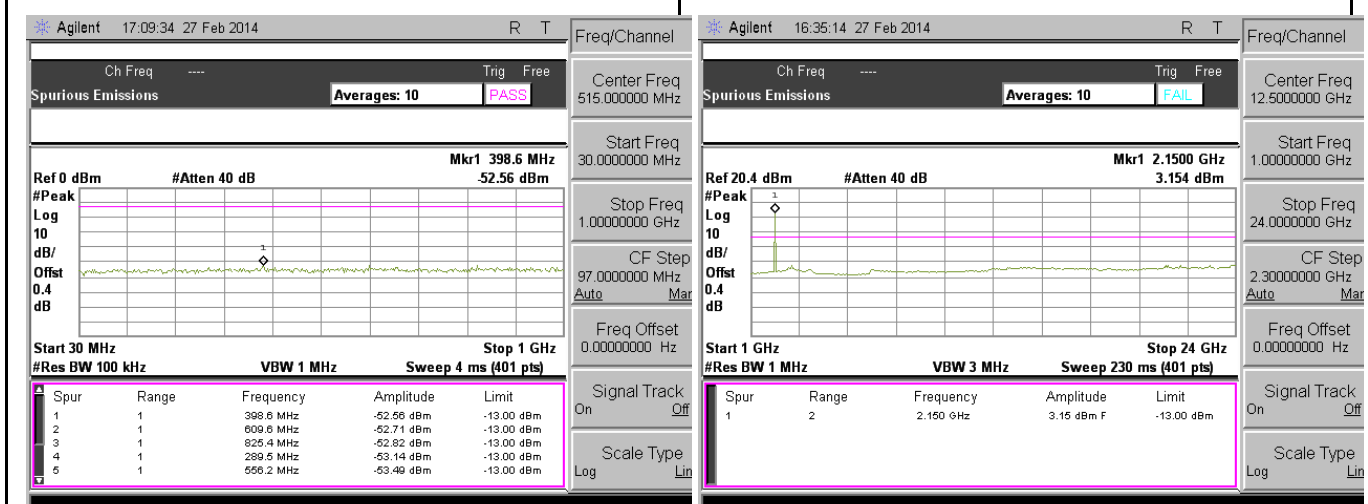 Agilent 17:09:34 27 Feb 2014 R T
Freq/Channel
Ch Freq ---- Trig Free
Spurious Emissions Averages: 10 PASS
Center Freq
515.000000 MHz
Start Freq
30.0000000 MHz
Mkr1 398.6 MHz
Ref 0 dBm #Atten 40 dB -52.56 dBm
#Peak
Log
10
dB/
Offst
0.4
dB
1
Stop Freq
1.00000000 GHz
CF Step
97.0000000 MHz
Auto Man
Freq Offset
0.00000000 Hz
Start 30 MHz Stop 1 GHz
#Res BW 100 kHz VBW 1 MHz Sweep 4 ms (401 pts)
Spur Range Frequency Amplitude Limit
1 1 398.6 MHz -52.56 dBm -13.00 dBm
2 1 609.6 MHz -52.71 dBm -13.00 dBm
3 1 825.4 MHz -52.82 dBm -13.00 dBm
4 1 289.5 MHz -53.14 dBm -13.00 dBm
5 1 556.2 MHz -53.49 dBm -13.00 dBm
Signal Track
On Off
Scale Type
Log Lin
Agilent 16:35:14 27 Feb 2014 R T
Freq/Channel
Ch Freq ---- Trig Free
Spurious Emissions Averages: 10 FAIL
Center Freq
12.5000000 GHz
Start Freq
1.00000000 GHz
Mkr1 2.1500 GHz
Ref 20.4 dBm #Atten 40 dB 3.154 dBm
#Peak
Log
10
dB/
Offst
0.4
dB
1
Stop Freq
24.0000000 GHz
CF Step
2.30000000 GHz
Auto Man
Freq Offset
0.00000000 Hz
Start 1 GHz Stop 24 GHz
#Res BW 1 MHz VBW 3 MHz Sweep 230 ms (401 pts)
Spur Range Frequency Amplitude Limit
1 2 2.150 GHz 3.15 dBm F -13.00 dBm
Signal Track
On Off
Scale Type
Log Lin